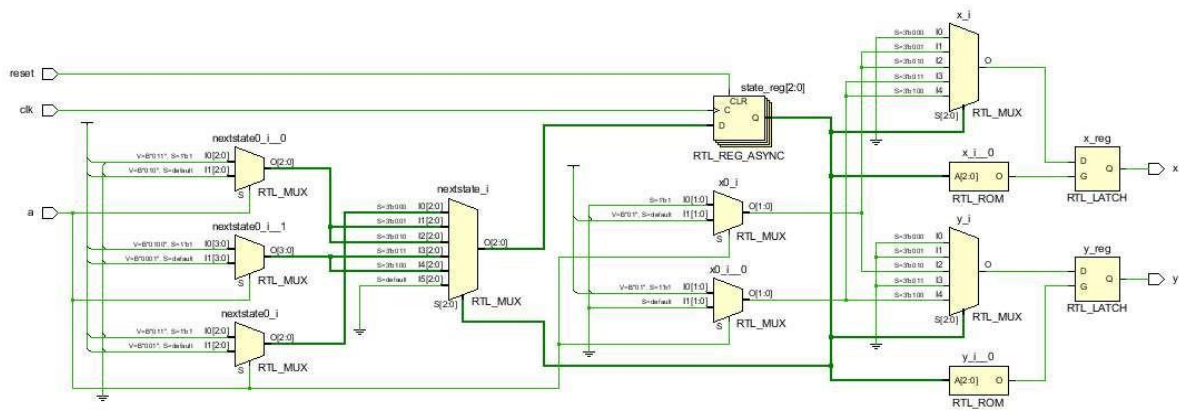 reset
clk
a
nextstate0_i__0
V=B"011", S=1'b1 I0[2:0]
V=B"010", S=default I1[2:0]
O[2:0]
S
RTL_MUX
nextstate0_i__1
V=B"0100", S=1'b1 I0[3:0]
V=B"0001", S=default I1[3:0]
O[3:0]
S
RTL_MUX
nextstate0_i
V=B"011", S=1'b1 I0[2:0]
V=B"001", S=default I1[2:0]
O[2:0]
S
RTL_MUX
nextstate_i
S=3'b000 I0[2:0]
S=3'b001 I1[2:0]
S=3'b010 I2[2:0]
S=3'b011 I3[2:0]
S=3'b100 I4[2:0]
S=default I5[2:0]
O[2:0]
S[2:0]
RTL_MUX
state_reg[2:0]
CLR
C
D
Q
RTL_REG_ASYNC
x0_i
S=1'b1 I0[1:0]
V=B"01", S=default I1[1:0]
O[1:0]
S
RTL_MUX
x0_i__0
V=B"01", S=1'b1 I0[1:0]
S=default I1[1:0]
O[1:0]
S
RTL_MUX
x_i
S=3'b000 I0
S=3'b001 I1
S=3'b010 I2
S=3'b011 I3
S=3'b100 I4
O
S[2:0]
RTL_MUX
x_i__0
A[2:0] O
RTL_ROM
x_reg
D
G
Q
RTL_LATCH
x
y_i
S=3'b000 I0
S=3'b001 I1
S=3'b010 I2
S=3'b011 I3
S=3'b100 I4
O
S[2:0]
RTL_MUX
y_i__0
A[2:0] O
RTL_ROM
y_reg
D
G
Q
RTL_LATCH
y